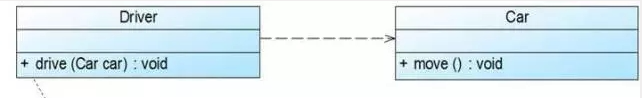 Driver
+ drive (Car car) : void
Car
+ move () : void